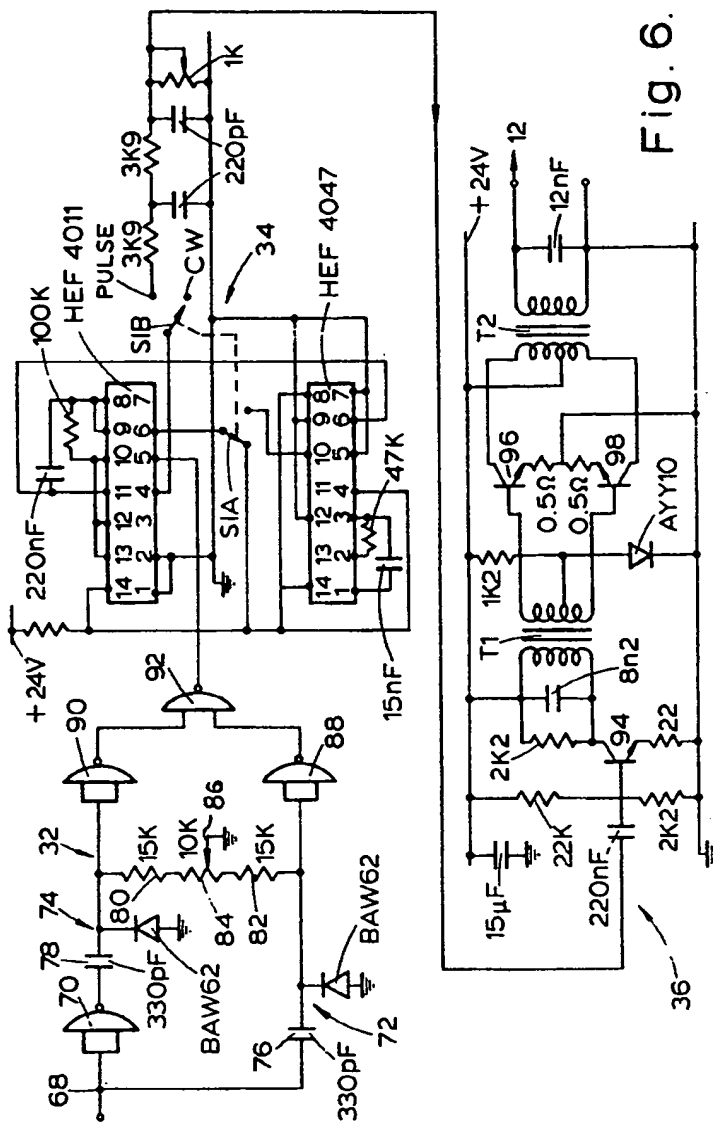 68
70
78
330pF
BAW62
74
32
15K
80
10K
86
84
15K
82
BAW62
72
76
330pF
90
88
92
+24V
220nF
100K
HEF 4011
14 13 12 11 10 9 8
1 2 3 4 5 6 7
SIA
SIB
PULSE
CW
34
HEF 4047
14 13 12 11 10 9 8
1 2 3 4 5 6 7
47K
15nF
3K9
3K9
220pF
1K
36
15µF
220nF
22K
2K2
2K2
94
22
8n2
T1
1K2
AYY10
96
0.5Ω
0.5Ω
98
T2
+24V
12
12nF
Fig. 6.